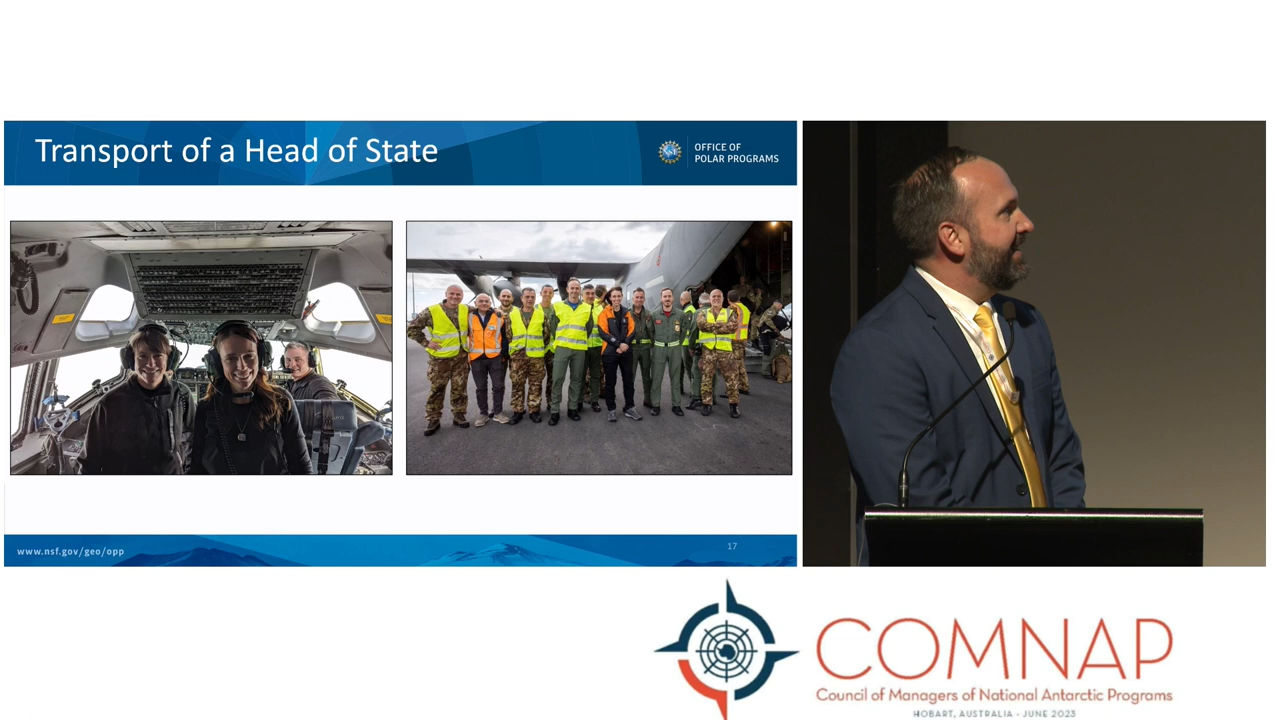 Transport of a Head of State
OFFICE OF
POLAR PROGRAMS
www.nsf.gov/geo/opp
17
COMNAP
Council of Managers of National Antarctic Programs
HOBART, AUSTRALIA - JUNE 2023